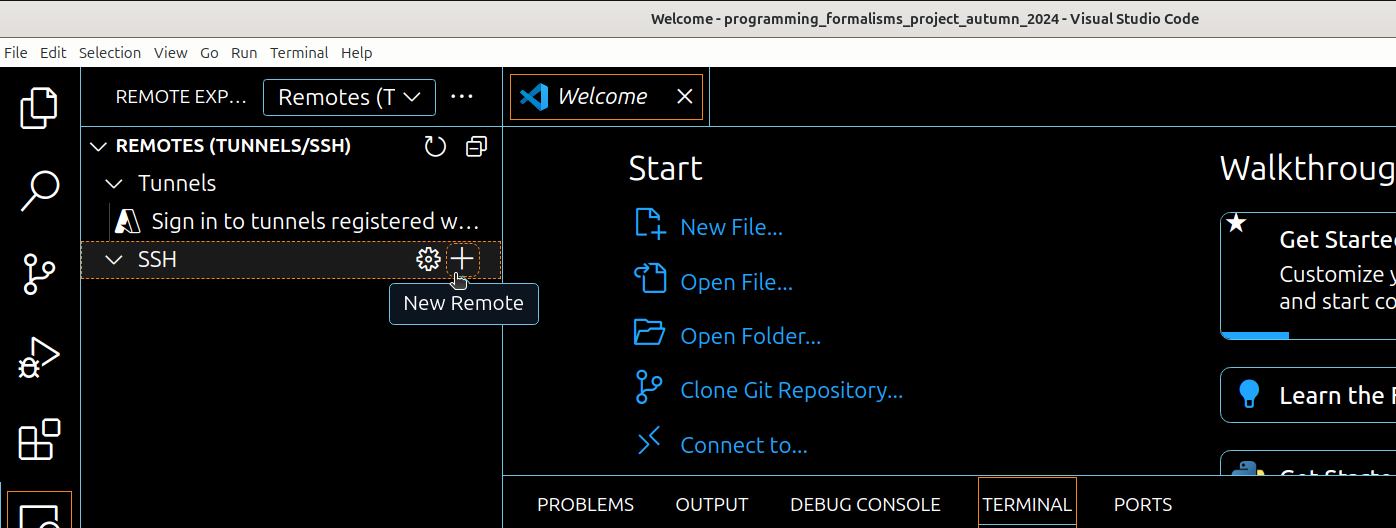 Welcome - programming_formalisms_project_autumn_2024 - Visual Studio Code
File Edit Selection View Go Run Terminal Help
REMOTE EXP... Remotes (T ...
Welcome
REMOTES (TUNNELS/SSH)
Tunnels
Sign in to tunnels registered w...
SSH
New Remote
Start
New File...
Open File...
Open Folder...
Clone Git Repository...
Connect to...
Walkthroug
Get Starte
Customize y
and start co
Learn the F
Get Starte
PROBLEMS OUTPUT DEBUG CONSOLE TERMINAL PORTS